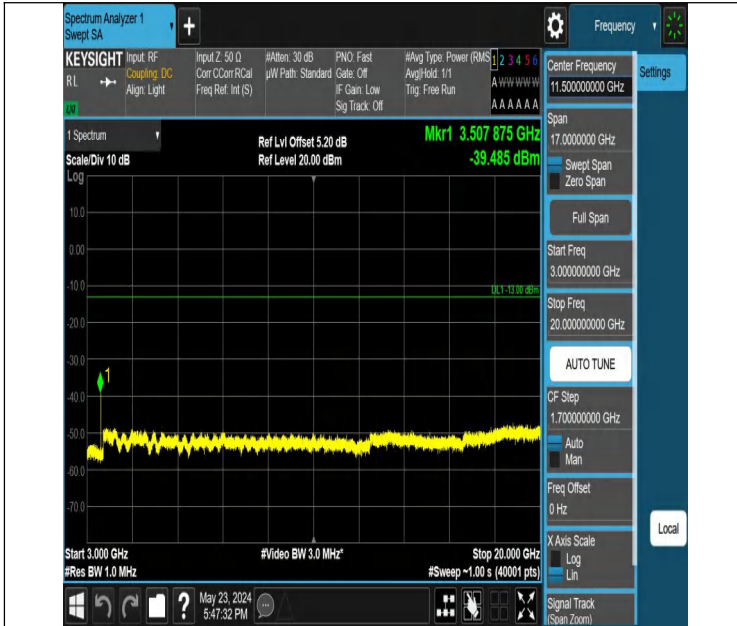 Spectrum Analyzer 1
Swept SA
+
Frequency
KEYSIGHT
RL
Input: RF
Coupling: DC
Align: Light
Input Z: 50 Ω
Corr CCorr RCal
Freq Ref: Int (S)
#Atten: 30 dB
µW Path: Standard
PNO: Fast
Gate: Off
IF Gain: Low
Sig Track: Off
#Avg Type: Power (RMS
Avg|Hold: 1/1
Trig: Free Run
1 2 3 4 5 6
A W W W W W
A A A A A A
1 Spectrum
Scale/Div 10 dB
Log
Ref Lvl Offset 5.20 dB
Ref Level 20.00 dBm
Mkr1 3.507 875 GHz
-39.485 dBm
10.0
0.00
-10.0
DL1 -13.00 dBm
-20.0
-30.0
1
-40.0
-50.0
-60.0
-70.0
Start 3.000 GHz
#Res BW 1.0 MHz
#Video BW 3.0 MHz*
Stop 20.000 GHz
#Sweep ~1.00 s (40001 pts)
Center Frequency
11.500000000 GHz
Settings
Span
17.0000000 GHz
Swept Span
Zero Span
Full Span
Start Freq
3.000000000 GHz
Stop Freq
20.000000000 GHz
AUTO TUNE
CF Step
1.700000000 GHz
Auto
Man
Freq Offset
0 Hz
X Axis Scale
Log
Lin
Signal Track
(Span Zoom)
Local
?
May 23, 2024
5:47:32 PM